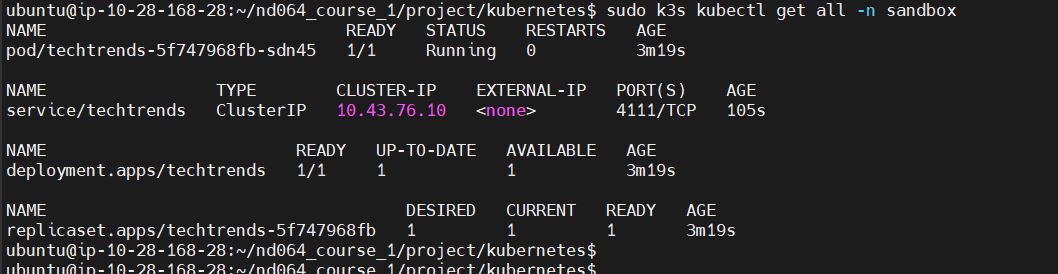 ubuntu@ip-10-28-168-28:~/nd064_course_1/project/kubernetes$ sudo k3s kubectl get all -n sandbox
NAME READY STATUS RESTARTS AGE
pod/techtrends-5f747968fb-sdn45 1/1 Running 0 3m19s
NAME TYPE CLUSTER-IP EXTERNAL-IP PORT(S) AGE
service/techtrends ClusterIP 10.43.76.10 <none> 4111/TCP 105s
NAME READY UP-TO-DATE AVAILABLE AGE
deployment.apps/techtrends 1/1 1 1 3m19s
NAME DESIRED CURRENT READY AGE
replicaset.apps/techtrends-5f747968fb 1 1 1 3m19s
ubuntu@ip-10-28-168-28:~/nd064_course_1/project/kubernetes$
ubuntu@ip-10-28-168-28:~/nd064_course_1/project/kubernetes$